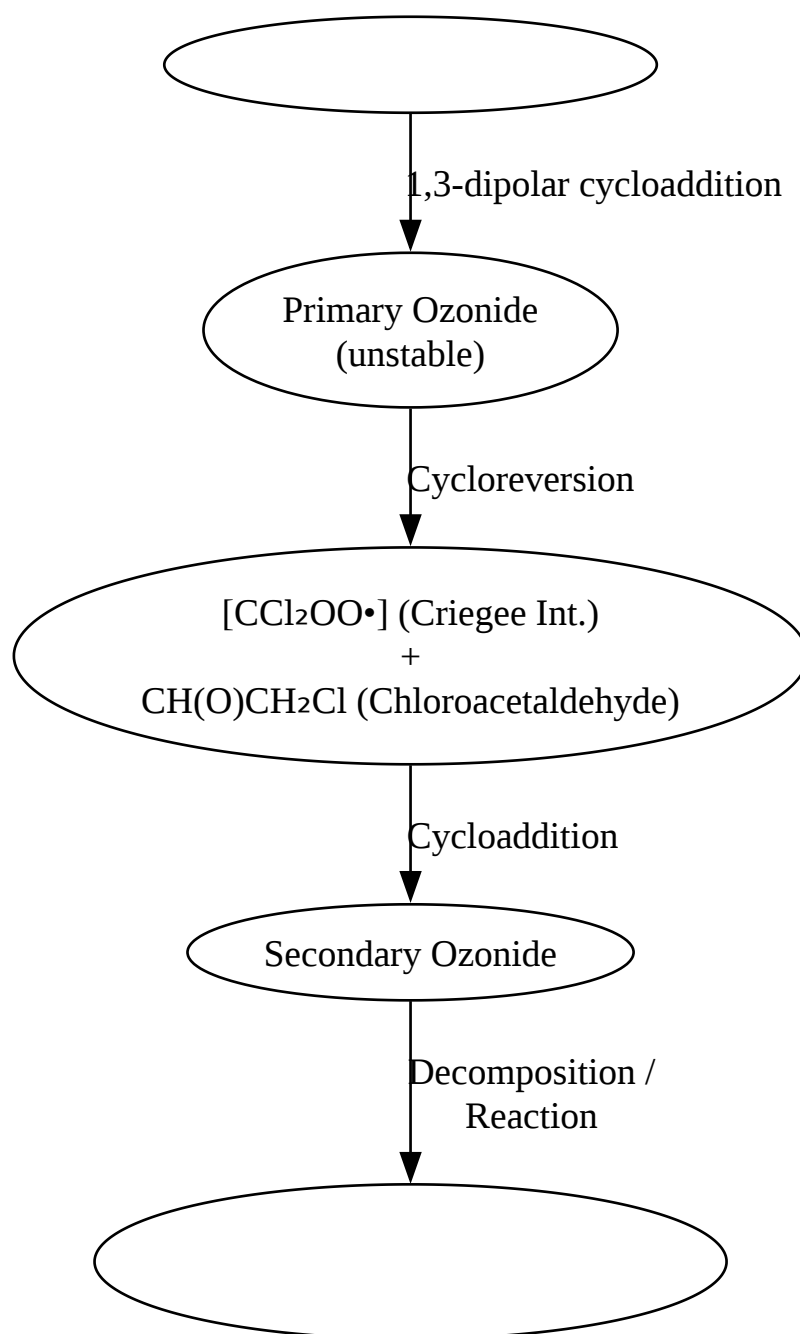 1,3-dipolar cycloaddition
Primary Ozonide
(unstable)
Cycloreversion
[CCl₂OO•] (Criegee Int.)
+
CH(O)CH₂Cl (Chloroacetaldehyde)
Cycloaddition
Secondary Ozonide
Decomposition /
Reaction